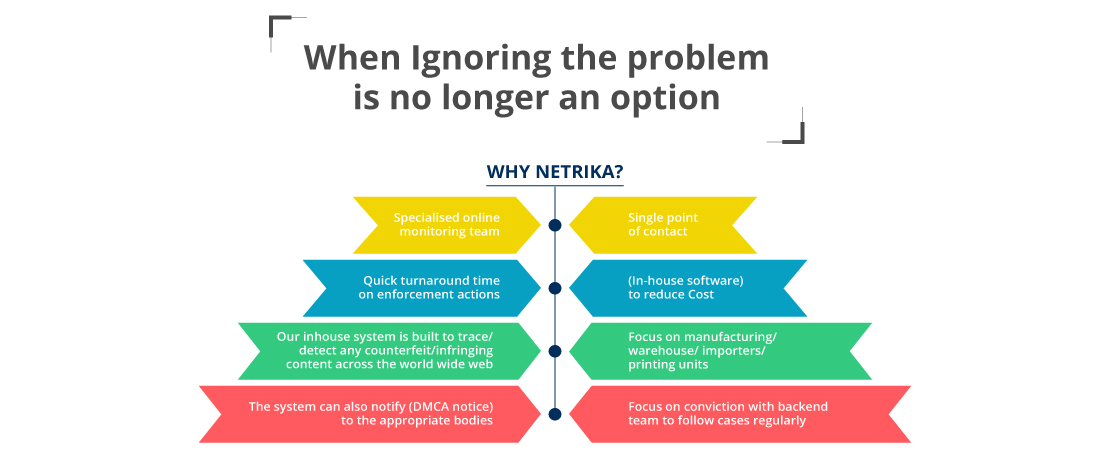 When Ignoring the problem
is no longer an option
WHY NETRIKA?
Specialised online
monitoring team
Single point
of contact
Quick turnaround time
on enforcement actions
(In-house software)
to reduce Cost
Our inhouse system is built to trace/
detect any counterfeit/infringing
content across the world wide web
Focus on manufacturing/
warehouse/ importers/
printing units
The system can also notify (DMCA notice)
to the appropriate bodies
Focus on conviction with backend
team to follow cases regularly